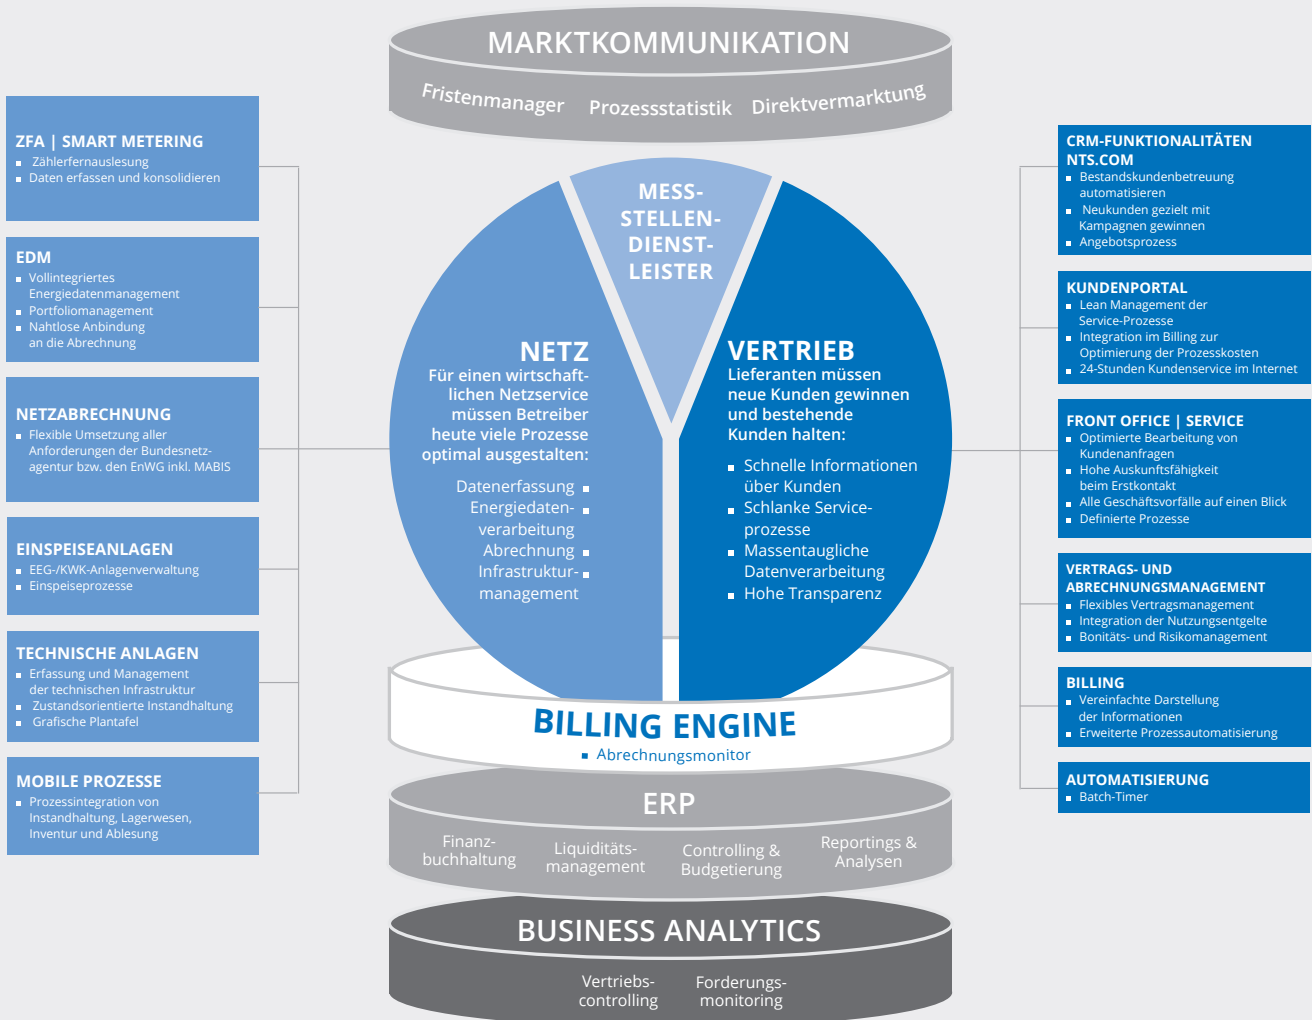 MARKTKOMMUNIKATION
Fristenmanager Prozessstatistik Direktvermarktung
ZFA | SMART METERING
Zählerfernauslesung
Daten erfassen und konsolidieren
EDM
Vollintegriertes
Energiedatenmanagement
Portfoliomanagement
Nahtlose Anbindung
an die Abrechnung
NETZABRECHNUNG
Flexible Umsetzung aller
Anforderungen der Bundesnetz-
agentur bzw. den EnWG inkl. MABIS
EINSPEISEANLAGEN
EEG-/KWK-Anlagenverwaltung
Einspeiseprozesse
TECHNISCHE ANLAGEN
Erfassung und Management
der technischen Infrastruktur
Zustandsorientierte Instandhaltung
Grafische Plantafel
MOBILE PROZESSE
Prozessintegration von
Instandhaltung, Lagerwesen,
Inventur und Ablesung
MESS-
STELLEN-
DIENST-
LEISTER
NETZ
Für einen wirtschaft-
lichen Netzservice
müssen Betreiber
heute viele Prozesse
optimal ausgestalten:
Datenerfassung
Energiedaten-
verarbeitung
Abrechnung
Infrastruktur-
management
VERTRIEB
Lieferanten müssen
neue Kunden gewinnen
und bestehende
Kunden halten:
Schnelle Informationen
über Kunden
Schlanke Service-
prozesse
Massentaugliche
Datenverarbeitung
Hohe Transparenz
BILLING ENGINE
Abrechnungsmonitor
ERP
Finanz-
buchhaltung
Liquiditäts-
management
Controlling &
Budgetierung
Reportings &
Analysen
BUSINESS ANALYTICS
Vertriebs-
controlling
Forderungs-
monitoring
CRM-FUNKTIONALITÄTEN
NTS.COM
Bestandskundenbetreuung
automatisieren
Neukunden gezielt mit
Kampagnen gewinnen
Angebotsprozess
KUNDENPORTAL
Lean Management der
Service-Prozesse
Integration im Billing zur
Optimierung der Prozesskosten
24-Stunden Kundenservice im Internet
FRONT OFFICE | SERVICE
Optimierte Bearbeitung von
Kundenanfragen
Hohe Auskunftsfähigkeit
beim Erstkontakt
Alle Geschäftsvorfälle auf einen Blick
Definierte Prozesse
VERTRAGS- UND
ABRECHNUNGSMANAGEMENT
Flexibles Vertragsmanagement
Integration der Nutzungsentgelte
Bonitäts- und Risikomanagement
BILLING
Vereinfachte Darstellung
der Informationen
Erweiterte Prozessautomatisierung
AUTOMATISIERUNG
Batch-Timer